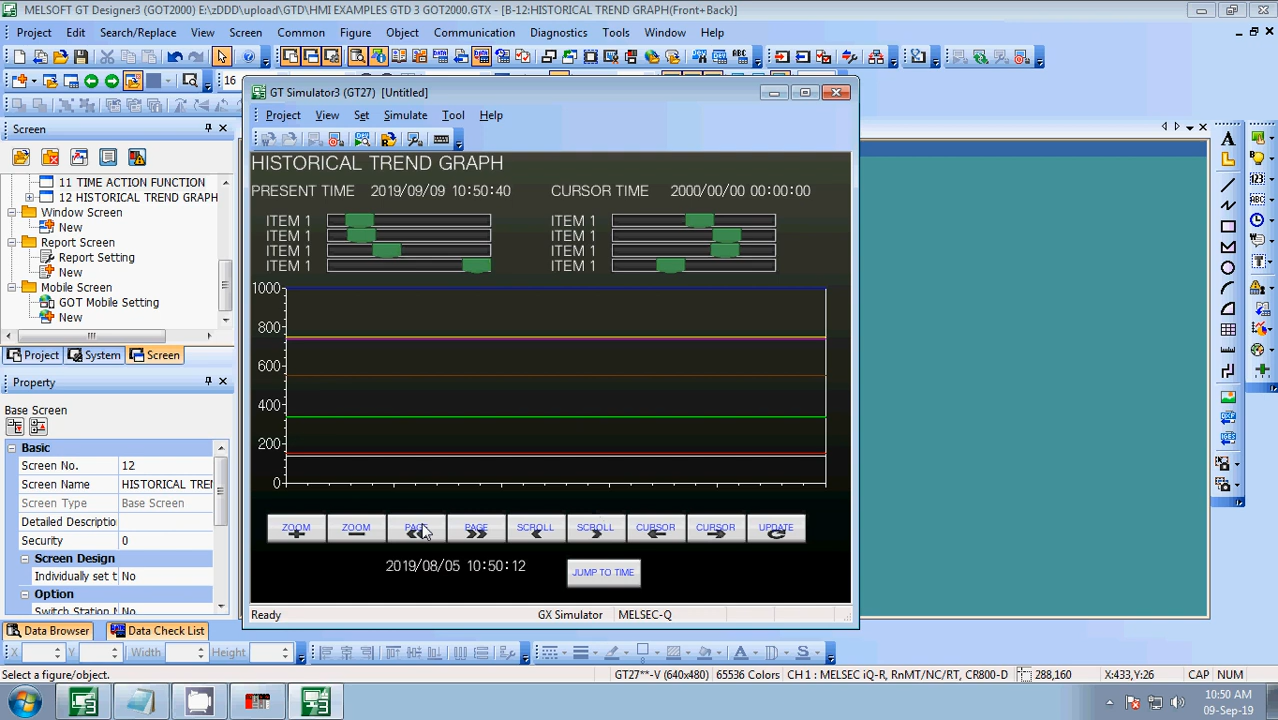 MELSOFT GT Designer3 (GOT2000) E:\zDDD\upload\GTD\HMI EXAMPLES GTD 3 GOT2000.GTX - [B-12:HISTORICAL TREND GRAPH(Front+Back)]
Project Edit Search/Replace View Screen Common Figure Object Communication Diagnostics Tools Window Help
16
Screen
11 TIME ACTION FUNCTION
12 HISTORICAL TREND GRAPH
Window Screen
New
Report Screen
Report Setting
New
Mobile Screen
GOT Mobile Setting
New
Project System Screen
Property
Base Screen
Basic
Screen No. 12
Screen Name HISTORICAL TREI
Screen Type Base Screen
Detailed Descriptio
Security 0
Screen Design
Individually set t No
Option
Switch Station N No
Data Browser Data Check List
GT Simulator3 (GT27) [Untitled]
Project View Set Simulate Tool Help
HISTORICAL TREND GRAPH
PRESENT TIME 2019/09/09 10:50:40 CURSOR TIME 2000/00/00 00:00:00
ITEM 1 ITEM 1
ITEM 1 ITEM 1
ITEM 1 ITEM 1
ITEM 1 ITEM 1
1000
800
600
400
200
0
ZOOM ZOOM PAGE PAGE SCROLL SCROLL CURSOR CURSOR UPDATE
2019/08/05 10:50:12 JUMP TO TIME
Ready GX Simulator MELSEC-Q
X Y Width Height
Select a figure/object. GT27**-V (640x480) 65536 Colors CH 1 : MELSEC iQ-R, RnMT/NC/RT, CR800-D 288,160 X:433,Y:26 CAP NUM
10:50 AM
09-Sep-19